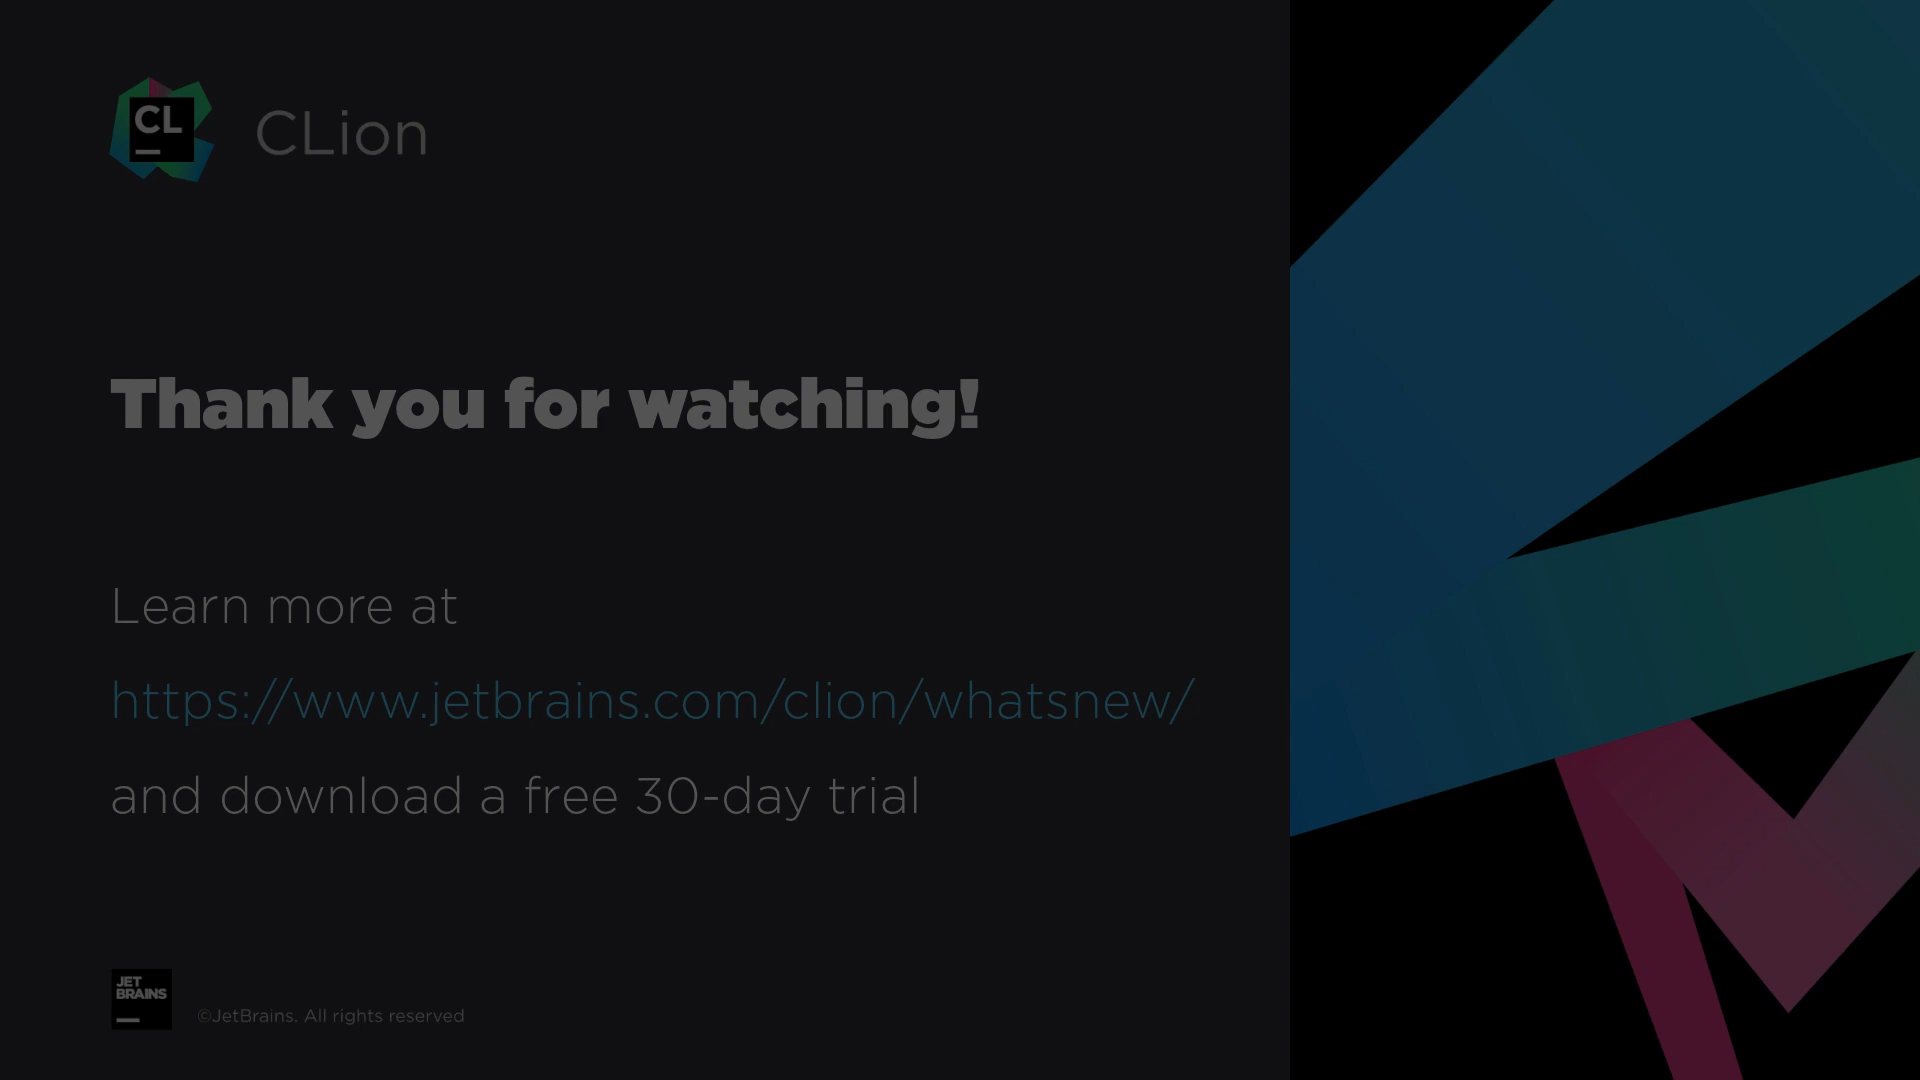 CL
CLion
Thank you for watching!
Learn more at
https://www.jetbrains.com/clion/whatsnew/
and download a free 30-day trial
JET
BRAINS
©JetBrains. All rights reserved